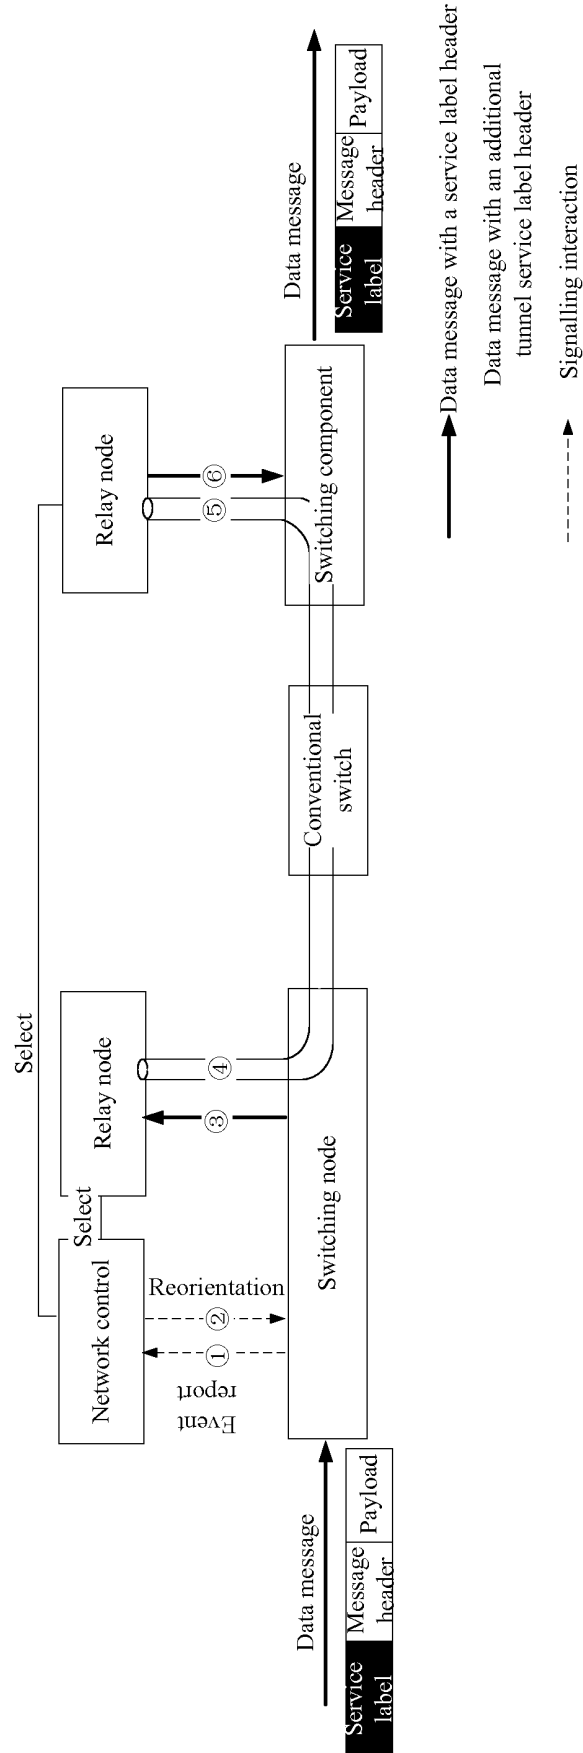 Select
Network control
Select
Relay node
Relay node
Event
report
①
②
Reorientation
③
④
⑤
⑥
Data message
Service
label
Message
header
Payload
Switching node
Conventional
switch
Switching component
Data message
Service
label
Message
header
Payload
Data message with a service label header
Data message with an additional
tunnel service label header
Signalling interaction